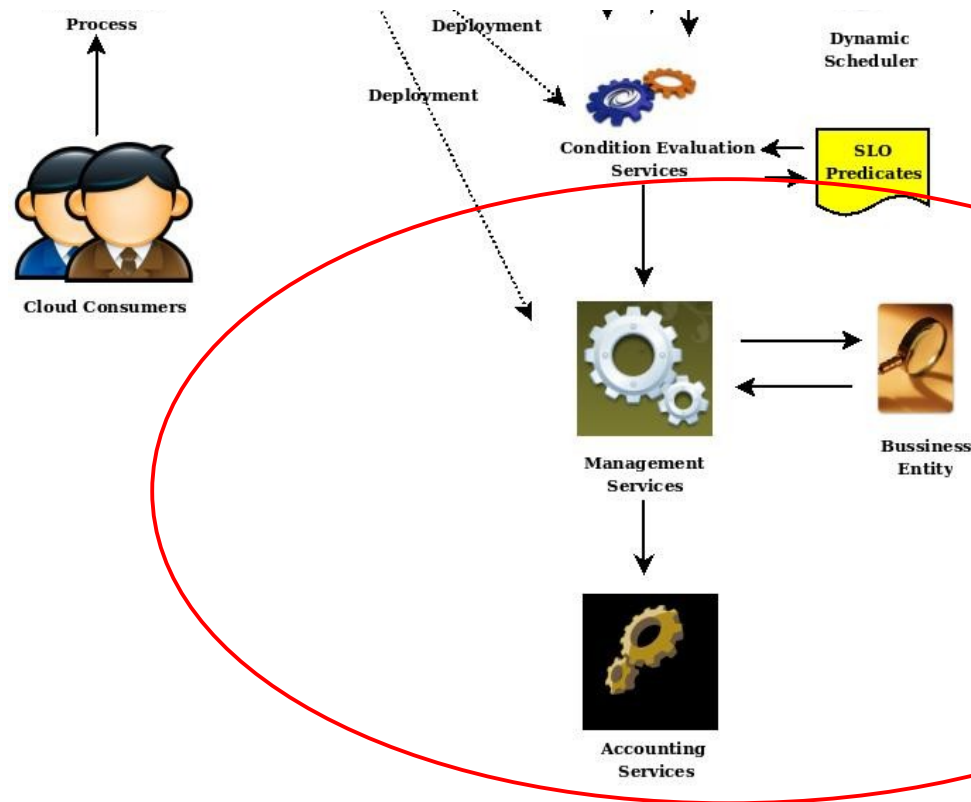 Process
Deployment
Dynamic
Scheduler
Deployment
Condition Evaluation
Services
SLO
Predicates
Cloud Consumers
Management
Services
Bussiness
Entity
Accounting
Services